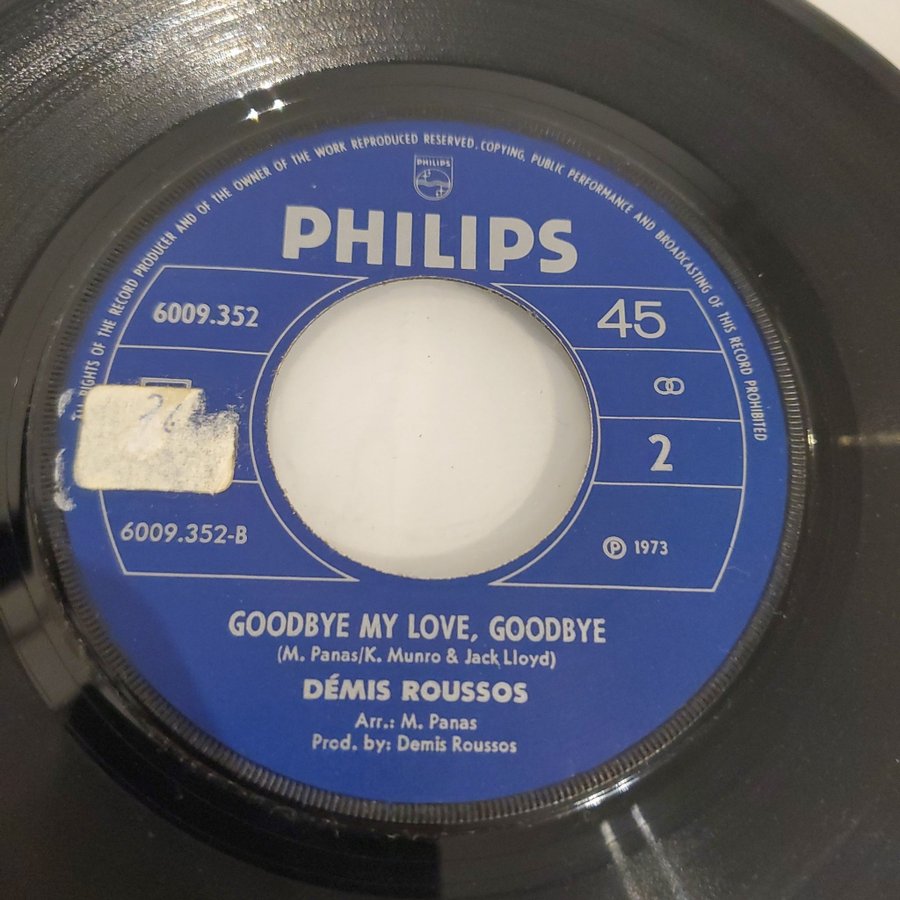 ALL RIGHTS OF THE RECORD PRODUCER AND OF THE OWNER OF THE WORK REPRODUCED RESERVED. COPYING, PUBLIC PERFORMANCE AND BROADCASTING OF THIS RECORD PROHIBITED
PHILIPS
PHILIPS
6009.352
45
2
6009.352-B
Ⓟ 1973
GOODBYE MY LOVE, GOODBYE
(M. Panas/K. Munro & Jack Lloyd)
DÉMIS ROUSSOS
Arr.: M. Panas
Prod. by: Demis Roussos